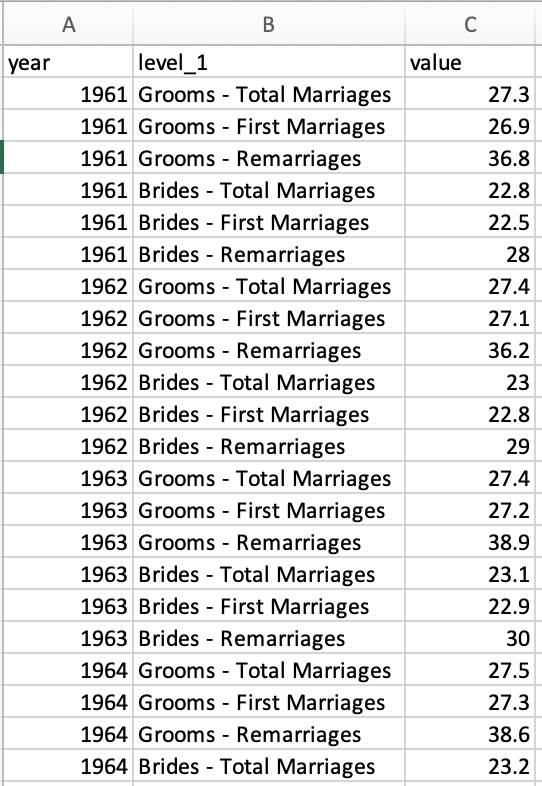 A B C
year level_1 value
1961 Grooms - Total Marriages 27.3
1961 Grooms - First Marriages 26.9
1961 Grooms - Remarriages 36.8
1961 Brides - Total Marriages 22.8
1961 Brides - First Marriages 22.5
1961 Brides - Remarriages 28
1962 Grooms - Total Marriages 27.4
1962 Grooms - First Marriages 27.1
1962 Grooms - Remarriages 36.2
1962 Brides - Total Marriages 23
1962 Brides - First Marriages 22.8
1962 Brides - Remarriages 29
1963 Grooms - Total Marriages 27.4
1963 Grooms - First Marriages 27.2
1963 Grooms - Remarriages 38.9
1963 Brides - Total Marriages 23.1
1963 Brides - First Marriages 22.9
1963 Brides - Remarriages 30
1964 Grooms - Total Marriages 27.5
1964 Grooms - First Marriages 27.3
1964 Grooms - Remarriages 38.6
1964 Brides - Total Marriages 23.2